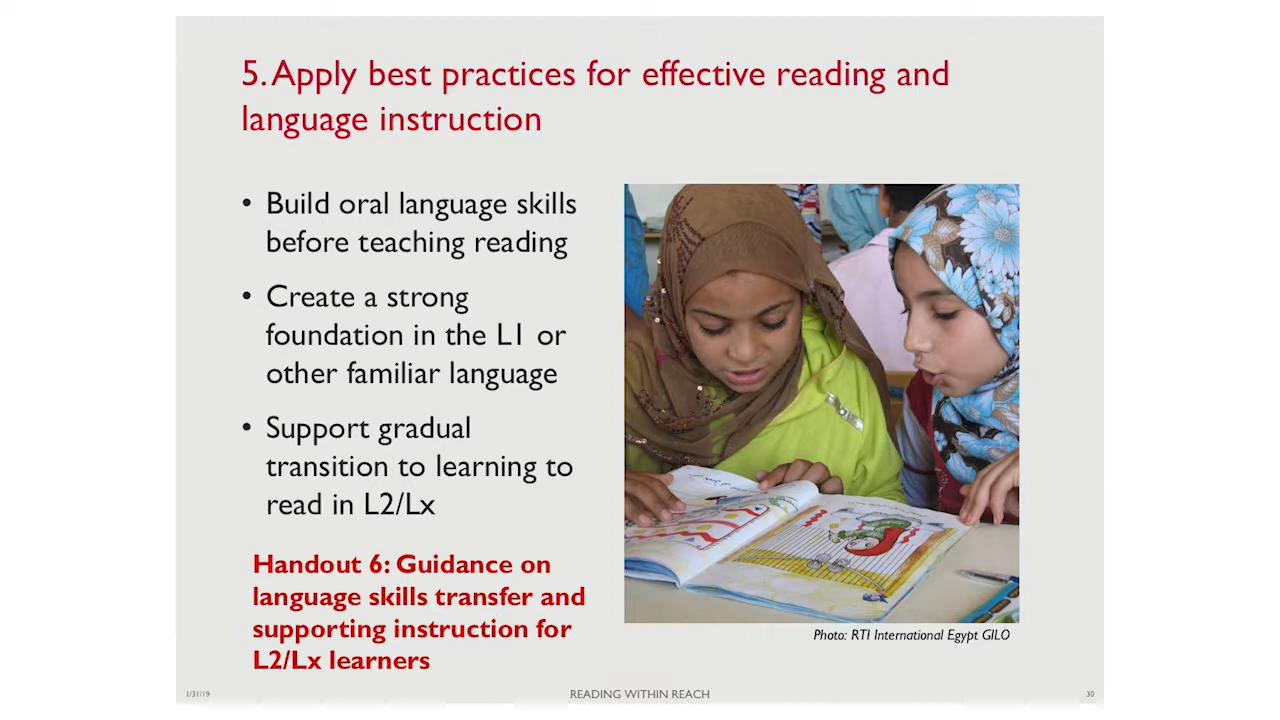 5. Apply best practices for effective reading and
language instruction
• Build oral language skills
before teaching reading
• Create a strong
foundation in the L1 or
other familiar language
• Support gradual
transition to learning to
read in L2/Lx
Handout 6: Guidance on
language skills transfer and
supporting instruction for
L2/Lx learners
Photo: RTI International Egypt GILO
1/31/19
READING WITHIN REACH
30